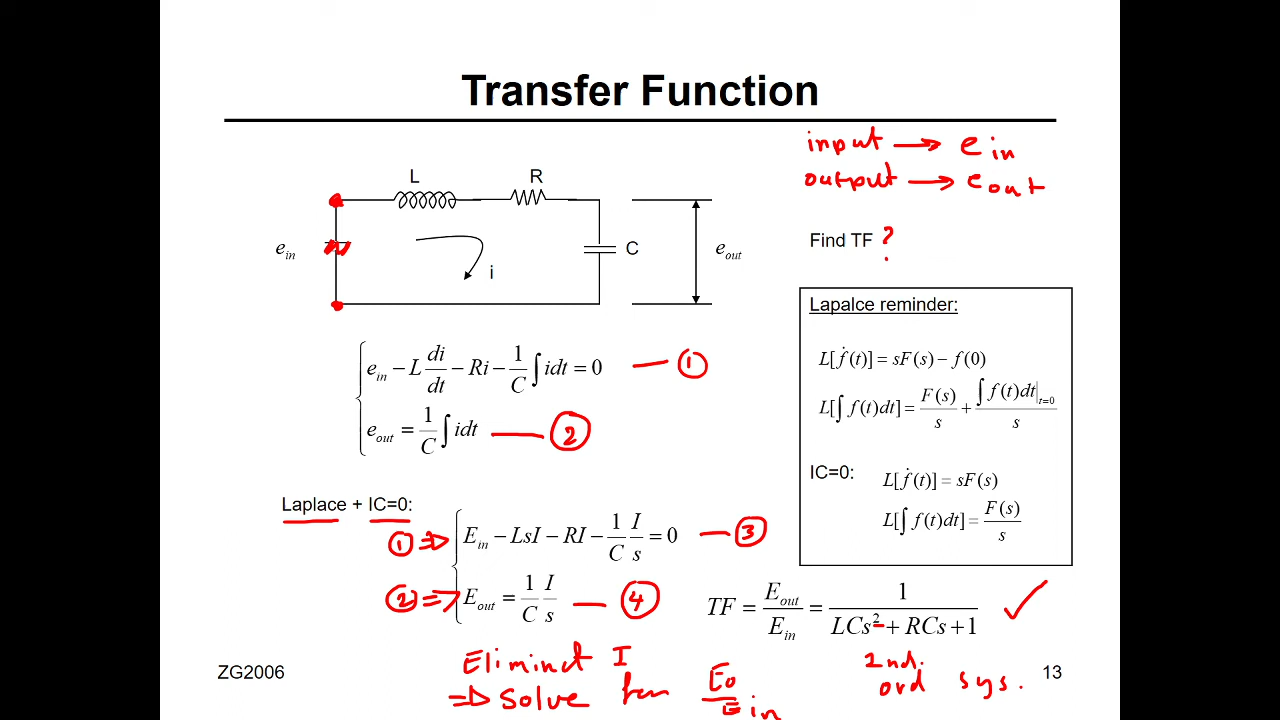 Transfer Function
input → e in
output → e out
L R
e_in i C e_out
Find TF ?
e_in − L di/dt − Ri − 1/C ∫ idt = 0 — ①
e_out = 1/C ∫ idt — ②
Lapalce reminder:
L[ḟ(t)] = sF(s) − f(0)
L[∫ f(t)dt] = F(s)/s + ∫ f(t)dt|_{t=0}/s
IC=0: L[ḟ(t)] = sF(s)
L[∫ f(t)dt] = F(s)/s
Laplace + IC=0:
① ⇒ E_in − LsI − RI − 1/C I/s = 0 — ③
② ⇒ E_out = 1/C I/s — ④
TF = E_out/E_in = 1/(LCs² + RCs + 1) ✓
Eliminet I
⇒ Solve for Eo/E in
2nd.
ord sys.
ZG2006
13